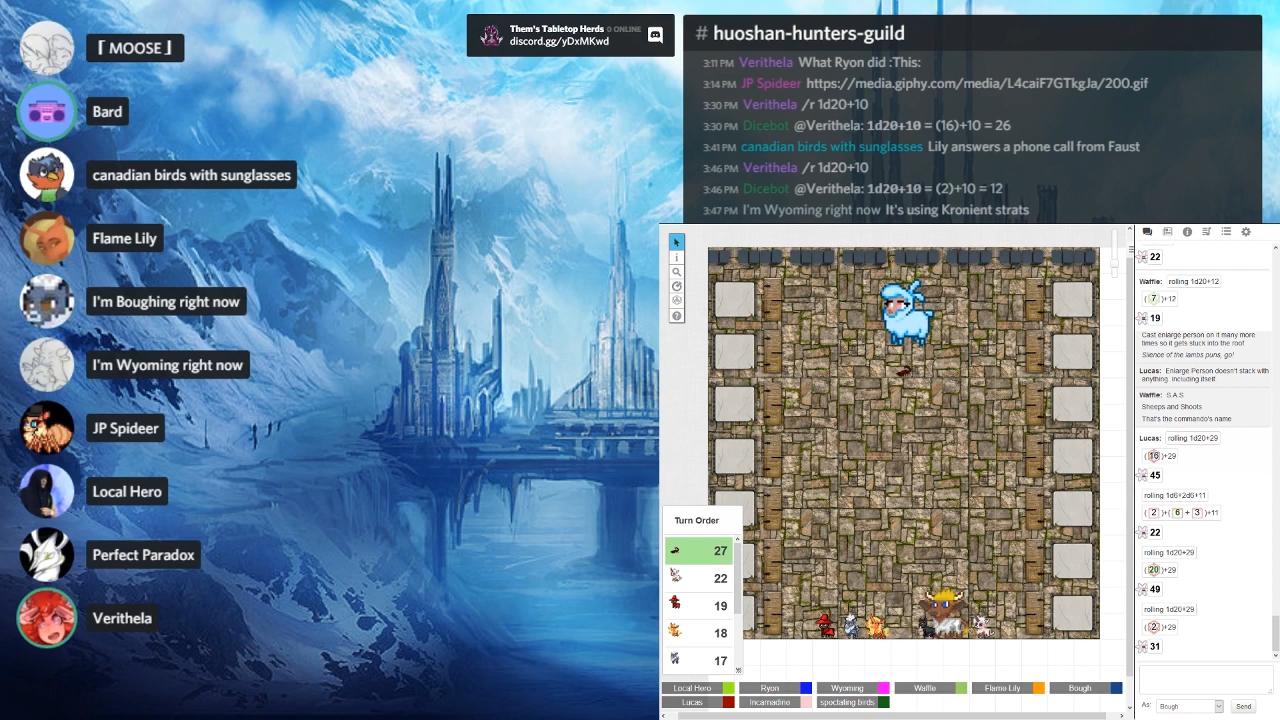 「 MOOSE 」
Bard
canadian birds with sunglasses
Flame Lily
I'm Boughing right now
I'm Wyoming right now
JP Spideer
Local Hero
Perfect Paradox
Verithela
Them's Tabletop Herds 0 ONLINE
discord.gg/yDxMKwd
# huoshan-hunters-guild
3:11 PM Verithela What Ryon did :This:
3:14 PM JP Spideer https://media.giphy.com/media/L4caiF7GTkgJa/200.gif
3:30 PM Verithela /r 1d20+10
3:30 PM Dicebot @Verithela: 1d20+10 = (16)+10 = 26
3:41 PM canadian birds with sunglasses Lily answers a phone call from Faust
3:46 PM Verithela /r 1d20+10
3:46 PM Dicebot @Verithela: 1d20+10 = (2)+10 = 12
3:47 PM I'm Wyoming right now It's using Kronient strats
Turn Order
27
22
19
18
17
Local Hero Ryon Wyoming Waffle Flame Lily Bough
Lucas Incarnadine spectating birds
22
Waffle: rolling 1d20+12
(7)+12
19
Cast enlarge person on it many more
times so it gets stuck into the roof
Silence of the lambs puns, go!
Lucas: Enlarge Person doesn't stack with
anything, including itself
Waffle: S.A.S
Sheeps and Shoots
That's the commando's name
Lucas: rolling 1d20+29
(16)+29
45
rolling 1d6+2d6+11
(2)+(6+3)+11
22
rolling 1d20+29
(20)+29
49
rolling 1d20+29
(2)+29
31
As: Bough Send